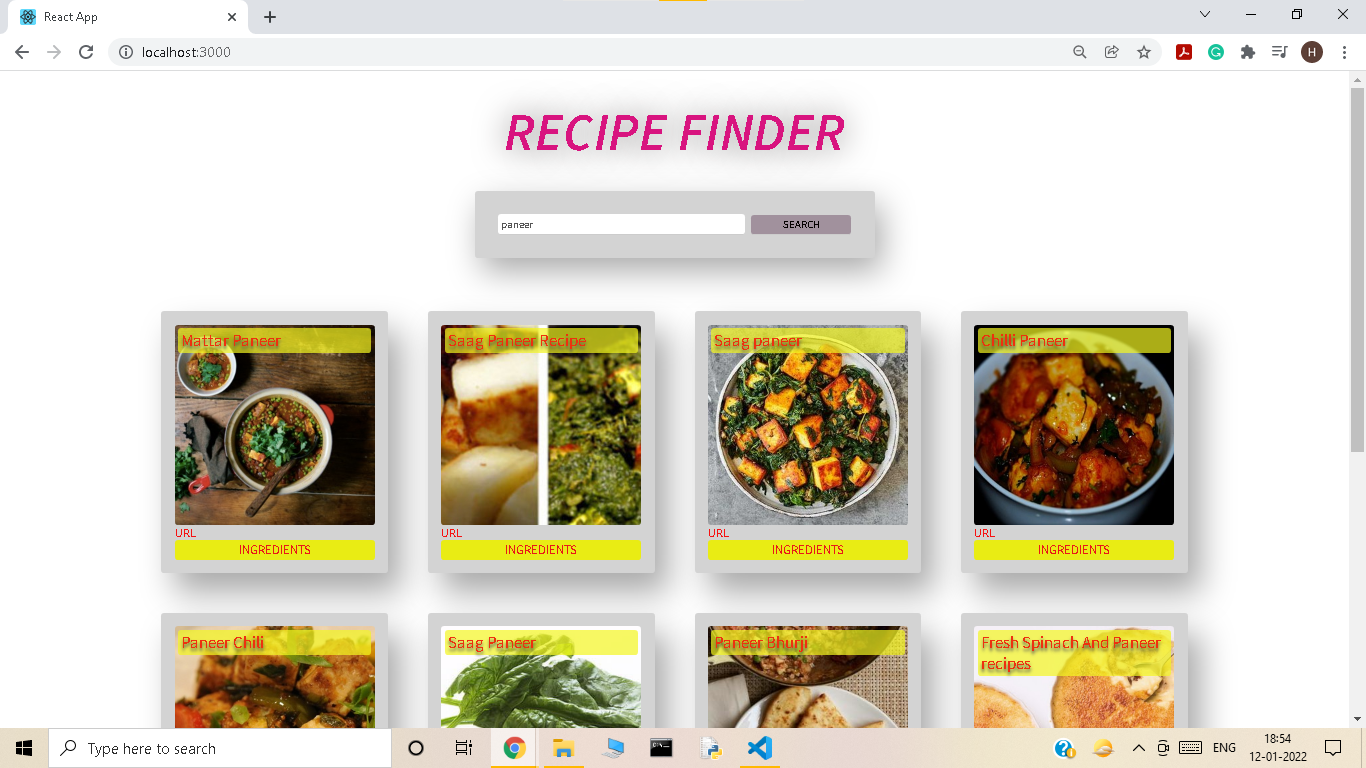 React App
localhost:3000
H
RECIPE FINDER
paneer
SEARCH
Mattar Paneer
Saag Paneer Recipe
Saag paneer
Chilli Paneer
URL
URL
URL
URL
INGREDIENTS
INGREDIENTS
INGREDIENTS
INGREDIENTS
Paneer Chili
Saag Paneer
Paneer Bhurji
Fresh Spinach And Paneer
recipes
Type here to search
ENG
18:54
12-01-2022